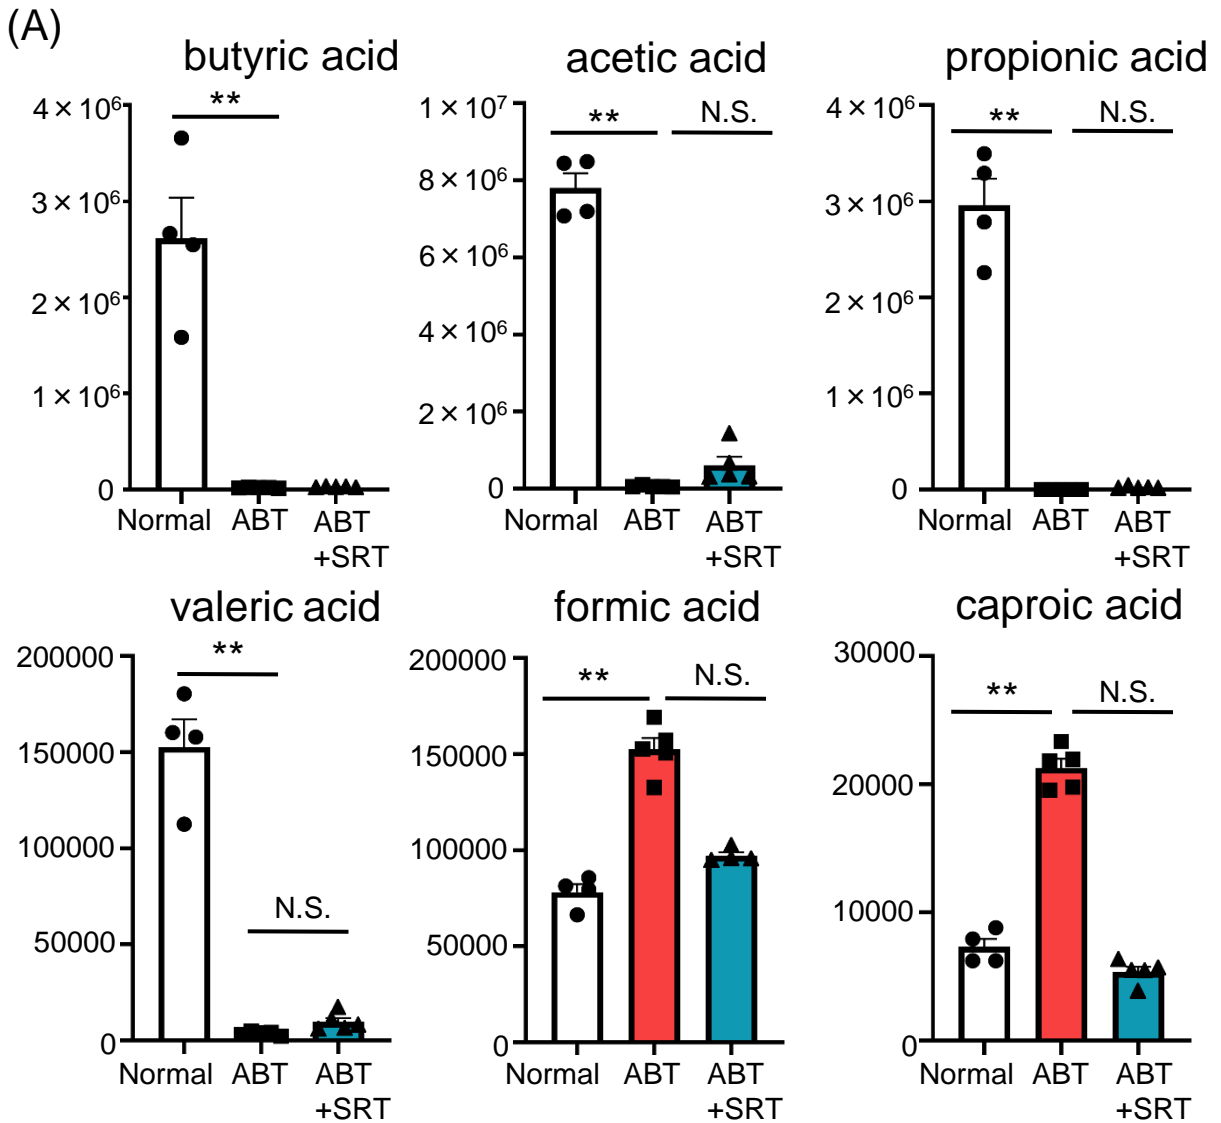 (A)
butyric acid
**
4×10⁶
3×10⁶
2×10⁶
1×10⁶
0
Normal ABT ABT
+SRT
acetic acid
** N.S.
1×10⁷
8×10⁶
6×10⁶
4×10⁶
2×10⁶
0
Normal ABT ABT
+SRT
propionic acid
** N.S.
4×10⁶
3×10⁶
2×10⁶
1×10⁶
0
Normal ABT ABT
+SRT
valeric acid
**
200000
150000
100000
N.S.
50000
0
Normal ABT ABT
+SRT
formic acid
200000
** N.S.
150000
100000
50000
0
Normal ABT ABT
+SRT
caproic acid
30000
** N.S.
20000
10000
0
Normal ABT ABT
+SRT